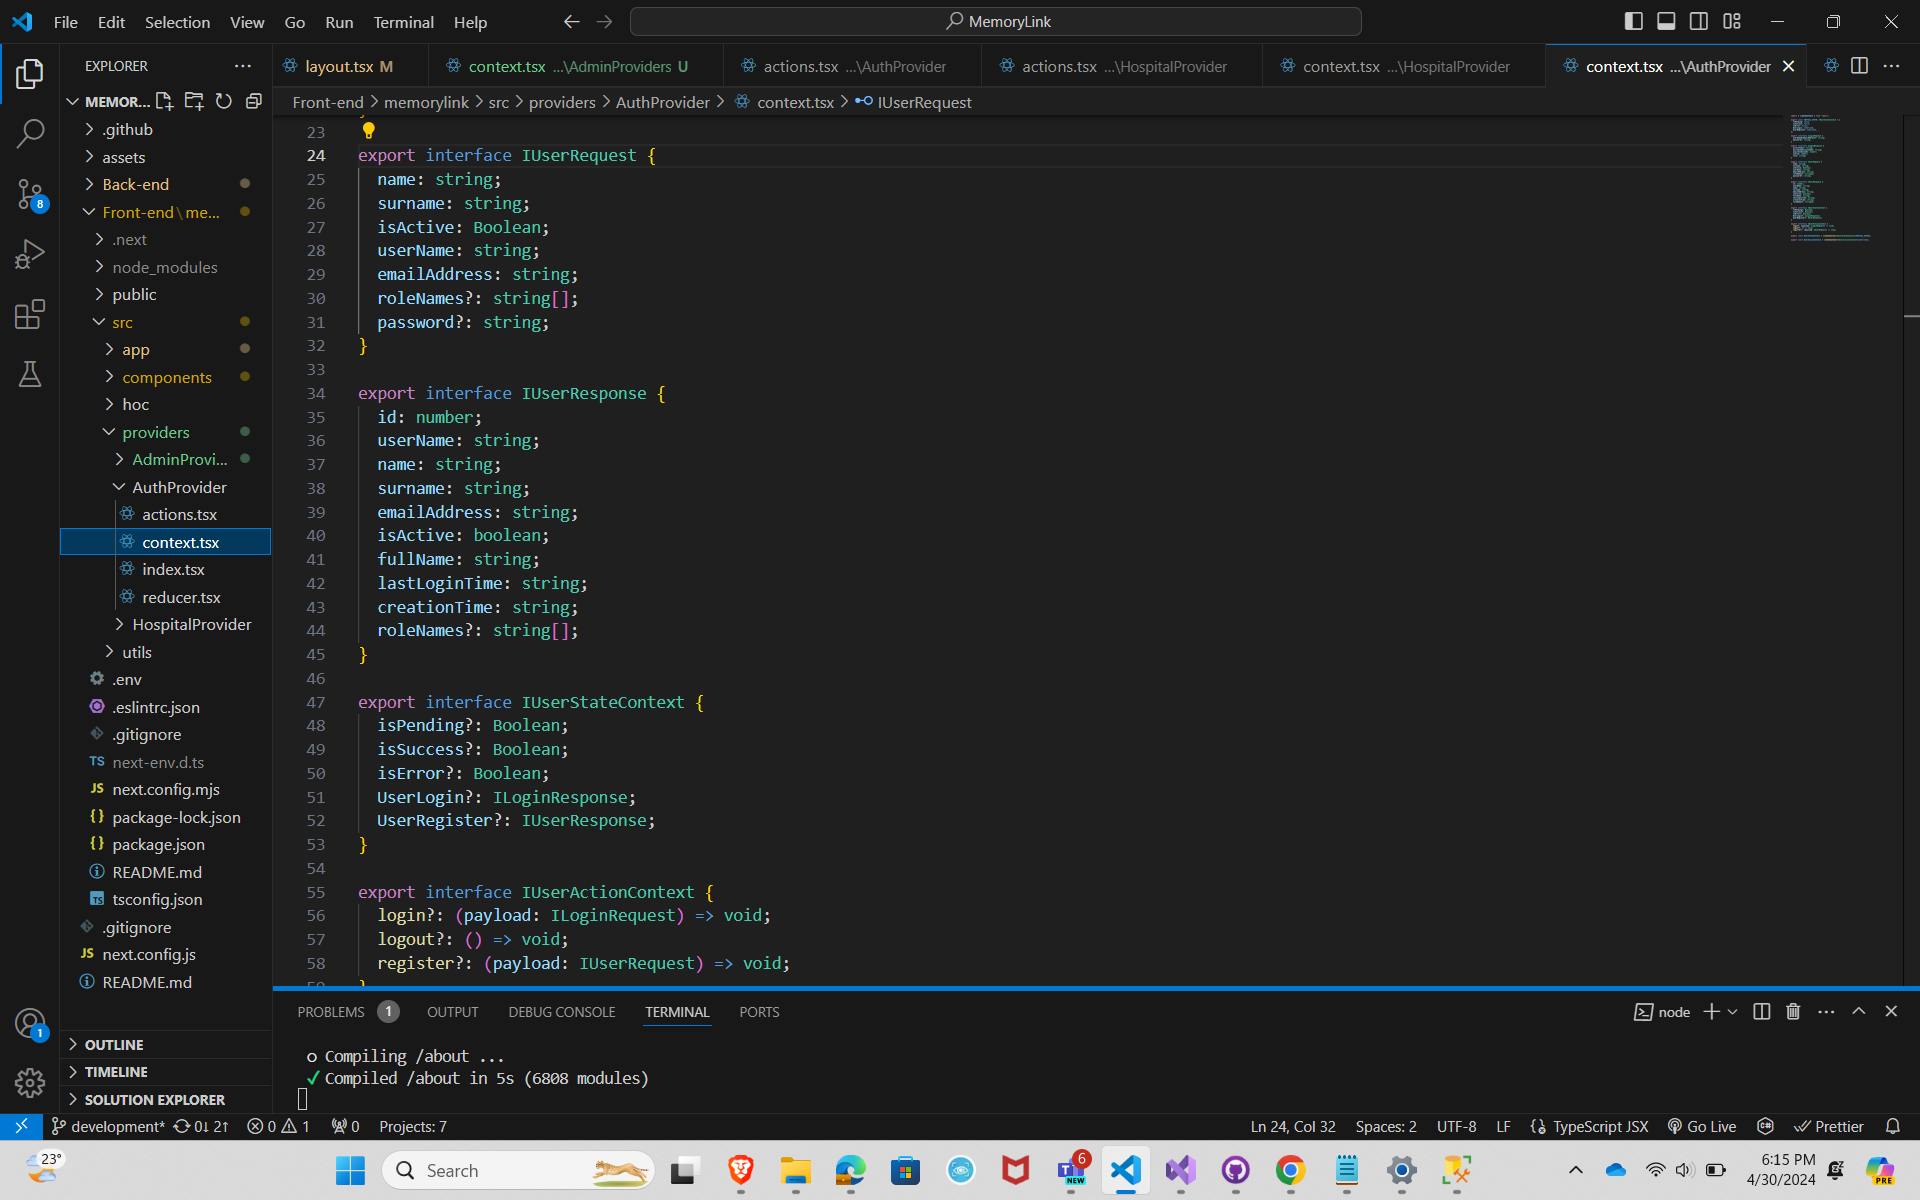 File Edit Selection View Go Run Terminal Help
MemoryLink
EXPLORER
layout.tsx M
context.tsx ...\AdminProviders U
actions.tsx ...\AuthProvider
actions.tsx ...\HospitalProvider
context.tsx ...\HospitalProvider
context.tsx ...\AuthProvider
MEMOR...
Front-end > memorylink > src > providers > AuthProvider > context.tsx > IUserRequest
.github
assets
Back-end
Front-end\me...
.next
node_modules
public
src
app
components
hoc
providers
AdminProvi...
AuthProvider
actions.tsx
context.tsx
index.tsx
reducer.tsx
HospitalProvider
utils
.env
.eslintrc.json
.gitignore
TS next-env.d.ts
JS next.config.mjs
{} package-lock.json
{} package.json
README.md
TS tsconfig.json
.gitignore
JS next.config.js
README.md
OUTLINE
TIMELINE
SOLUTION EXPLORER
8
1
23
24 export interface IUserRequest {
25 name: string;
26 surname: string;
27 isActive: Boolean;
28 userName: string;
29 emailAddress: string;
30 roleNames?: string[];
31 password?: string;
32 }
33
34 export interface IUserResponse {
35 id: number;
36 userName: string;
37 name: string;
38 surname: string;
39 emailAddress: string;
40 isActive: boolean;
41 fullName: string;
42 lastLoginTime: string;
43 creationTime: string;
44 roleNames?: string[];
45 }
46
47 export interface IUserStateContext {
48 isPending?: Boolean;
49 isSuccess?: Boolean;
50 isError?: Boolean;
51 UserLogin?: ILoginResponse;
52 UserRegister?: IUserResponse;
53 }
54
55 export interface IUserActionContext {
56 login?: (payload: ILoginRequest) => void;
57 logout?: () => void;
58 register?: (payload: IUserRequest) => void;
PROBLEMS 1 OUTPUT DEBUG CONSOLE TERMINAL PORTS
node
○ Compiling /about ...
✓ Compiled /about in 5s (6808 modules)
development* 0↓ 2↑ 0 1 0 Projects: 7
Ln 24, Col 32 Spaces: 2 UTF-8 LF {} TypeScript JSX Go Live Prettier
23°
Search
6
NEW
6:15 PM
4/30/2024
PRE